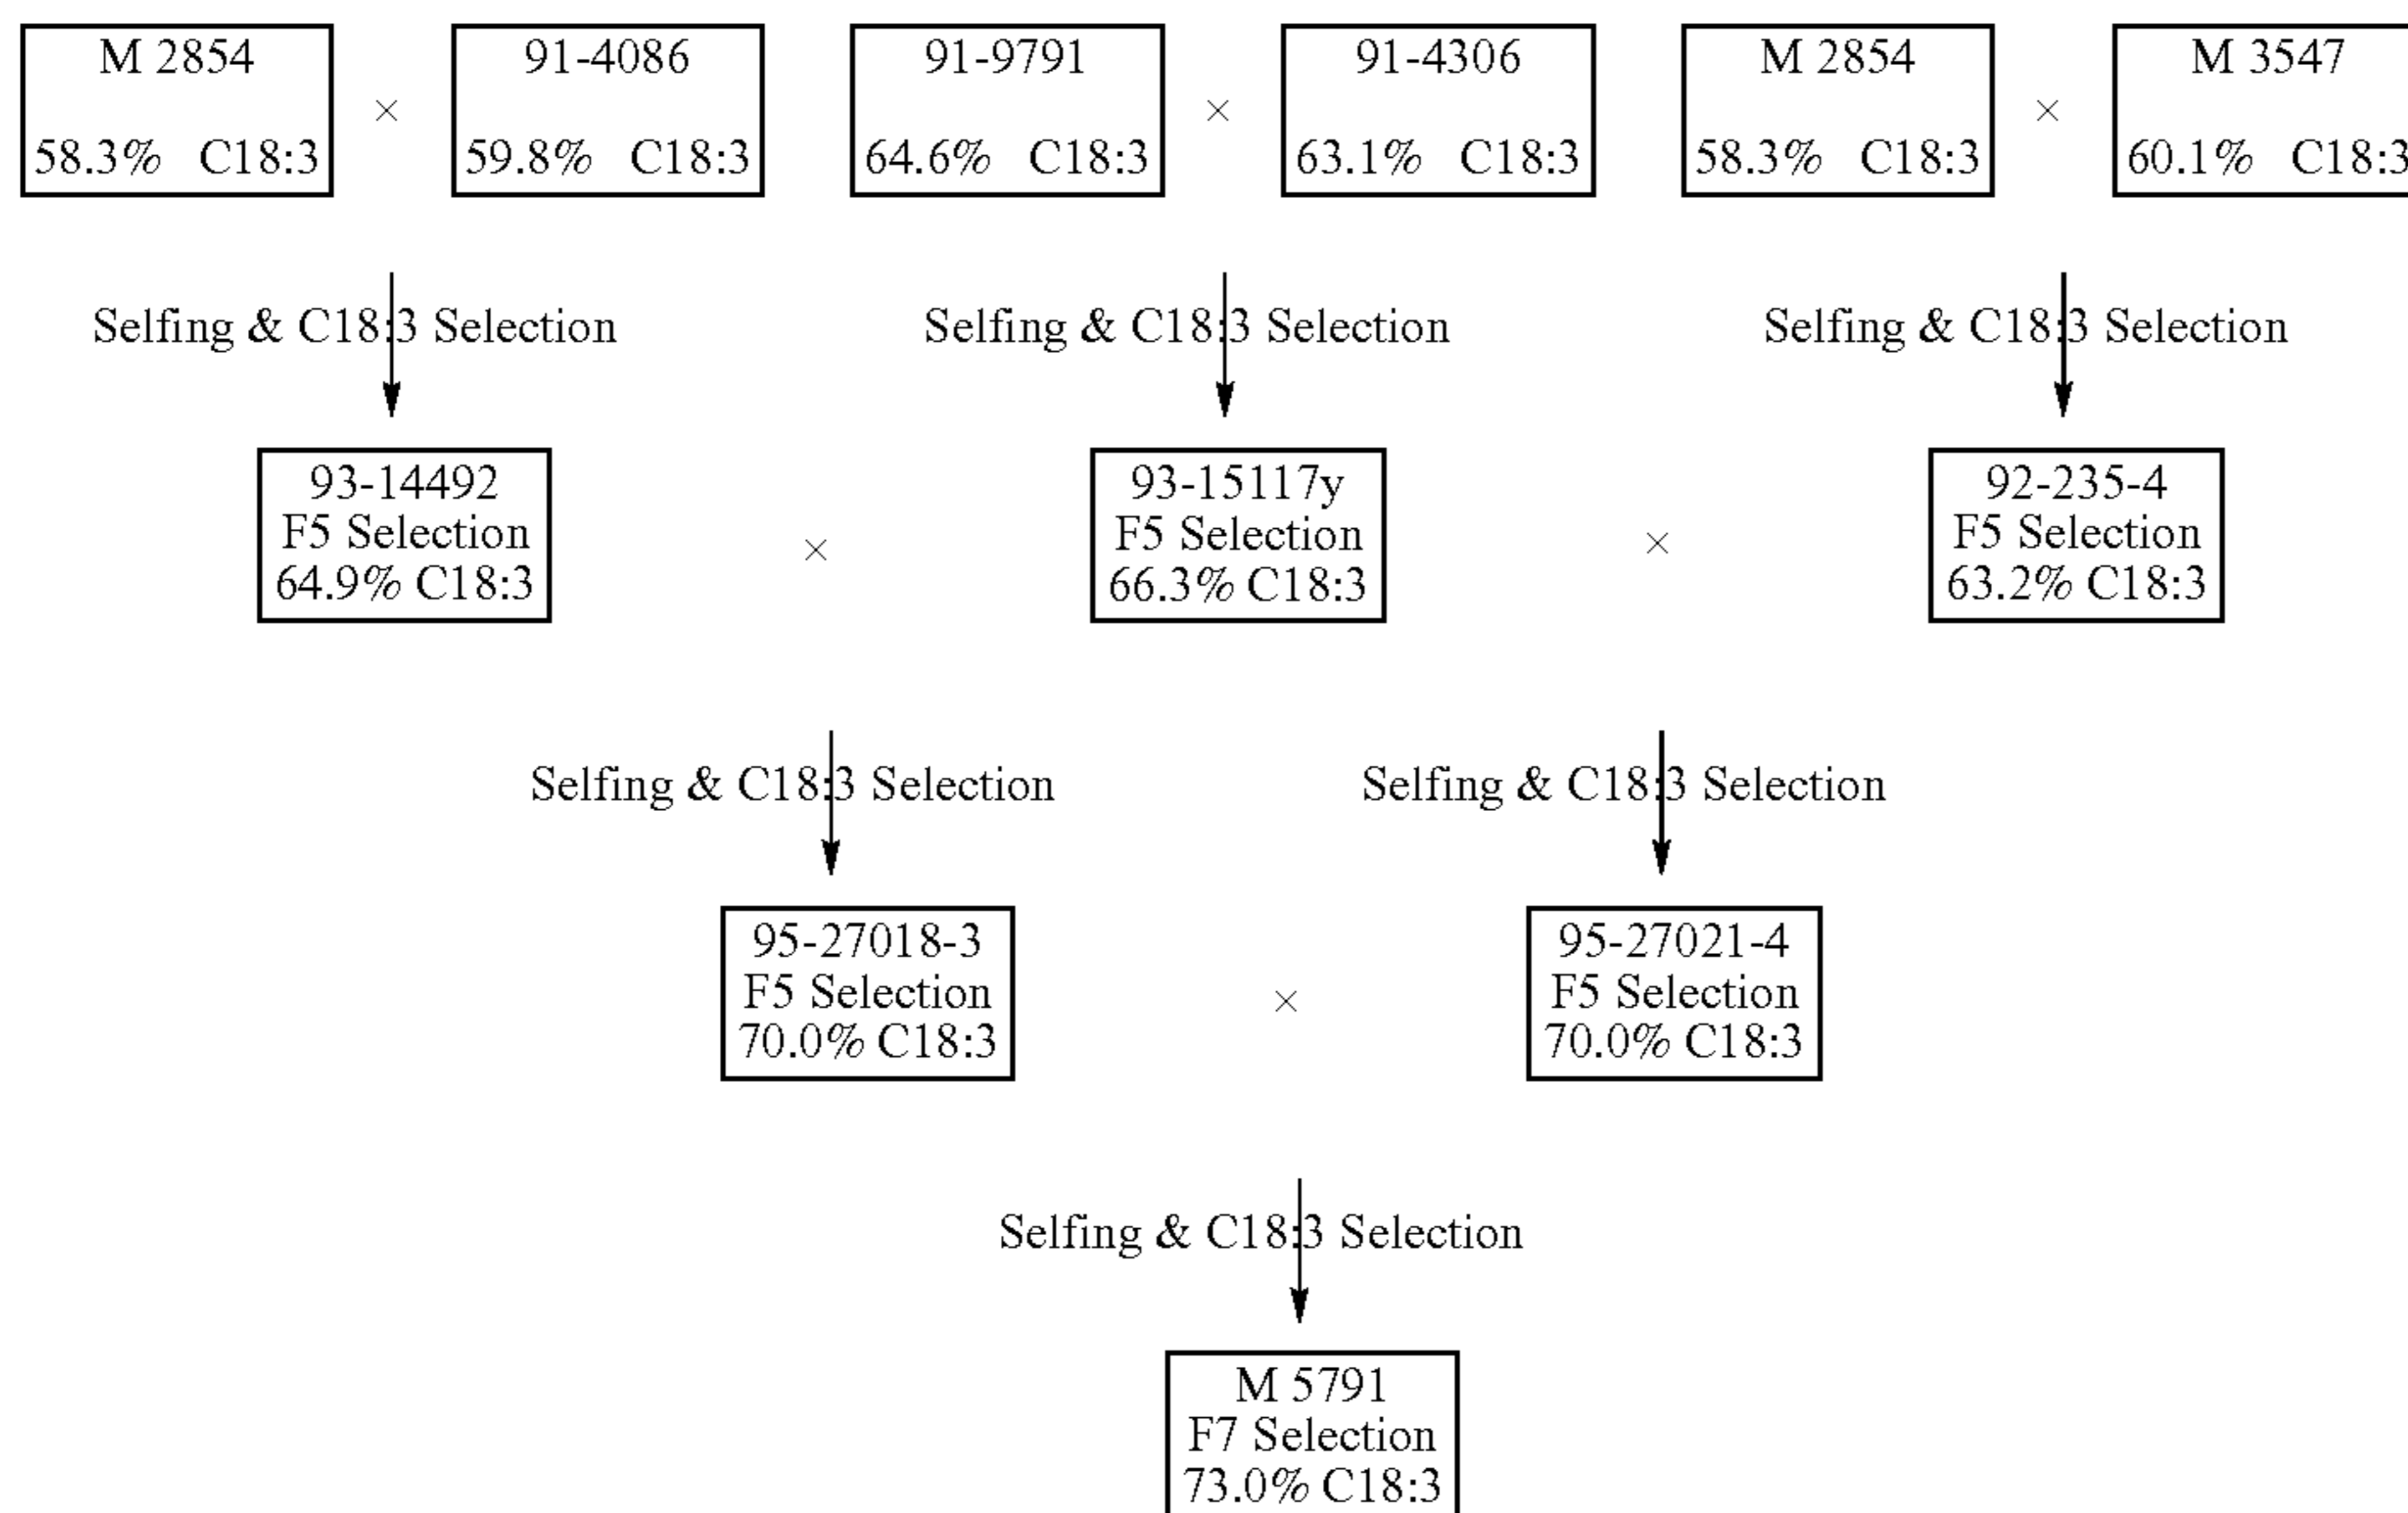 M 2854
58.3% C18:3
×
91-4086
59.8% C18:3
91-9791
64.6% C18:3
×
91-4306
63.1% C18:3
M 2854
58.3% C18:3
×
M 3547
60.1% C18:3
Selfing & C18:3 Selection
Selfing & C18:3 Selection
Selfing & C18:3 Selection
93-14492
F5 Selection
64.9% C18:3
×
93-15117y
F5 Selection
66.3% C18:3
×
92-235-4
F5 Selection
63.2% C18:3
Selfing & C18:3 Selection
Selfing & C18:3 Selection
95-27018-3
F5 Selection
70.0% C18:3
×
95-27021-4
F5 Selection
70.0% C18:3
Selfing & C18:3 Selection
M 5791
F7 Selection
73.0% C18:3